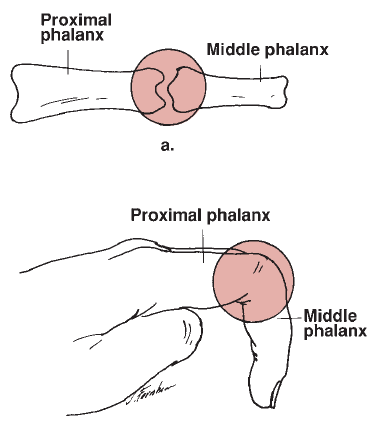 Proximal
phalanx
Middle phalanx
a.
Proximal phalanx
Middle
phalanx